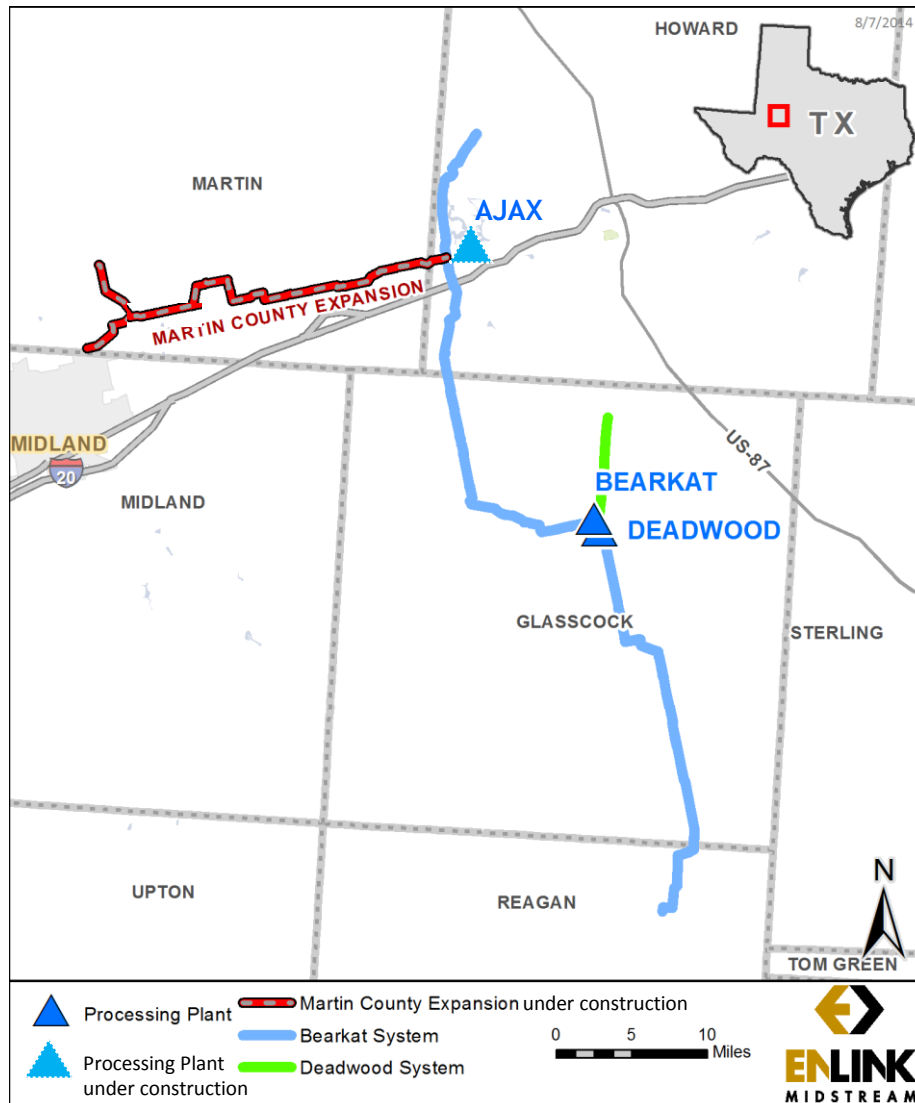 8/7/2014
HOWARD
TX
MARTIN
AJAX
MARTIN COUNTY EXPANSION
MIDLAND
20
MIDLAND
US-87
BEARKAT
DEADWOOD
GLASSCOCK
STERLING
UPTON
REAGAN
N
TOM GREEN
Processing Plant
Processing Plant
under construction
Martin County Expansion under construction
Bearkat System
Deadwood System
0 5 10
Miles
ENLINK
MIDSTREAM